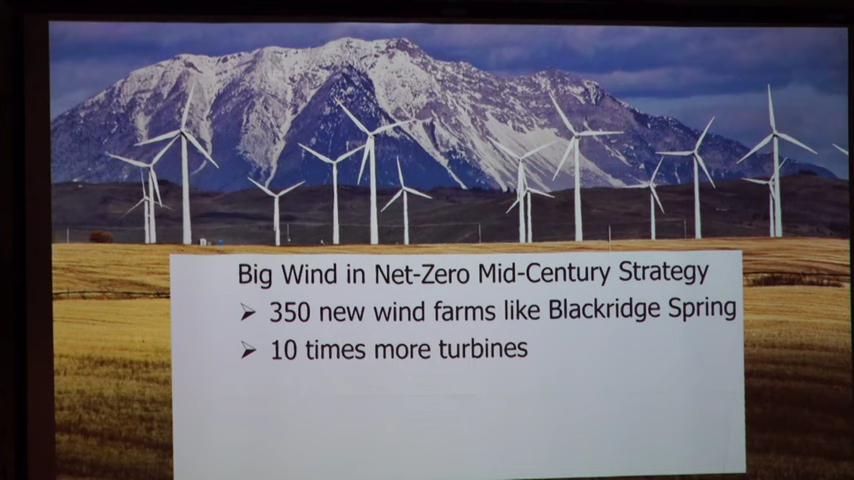 Big Wind in Net-Zero Mid-Century Strategy
➢ 350 new wind farms like Blackridge Spring
➢ 10 times more turbines